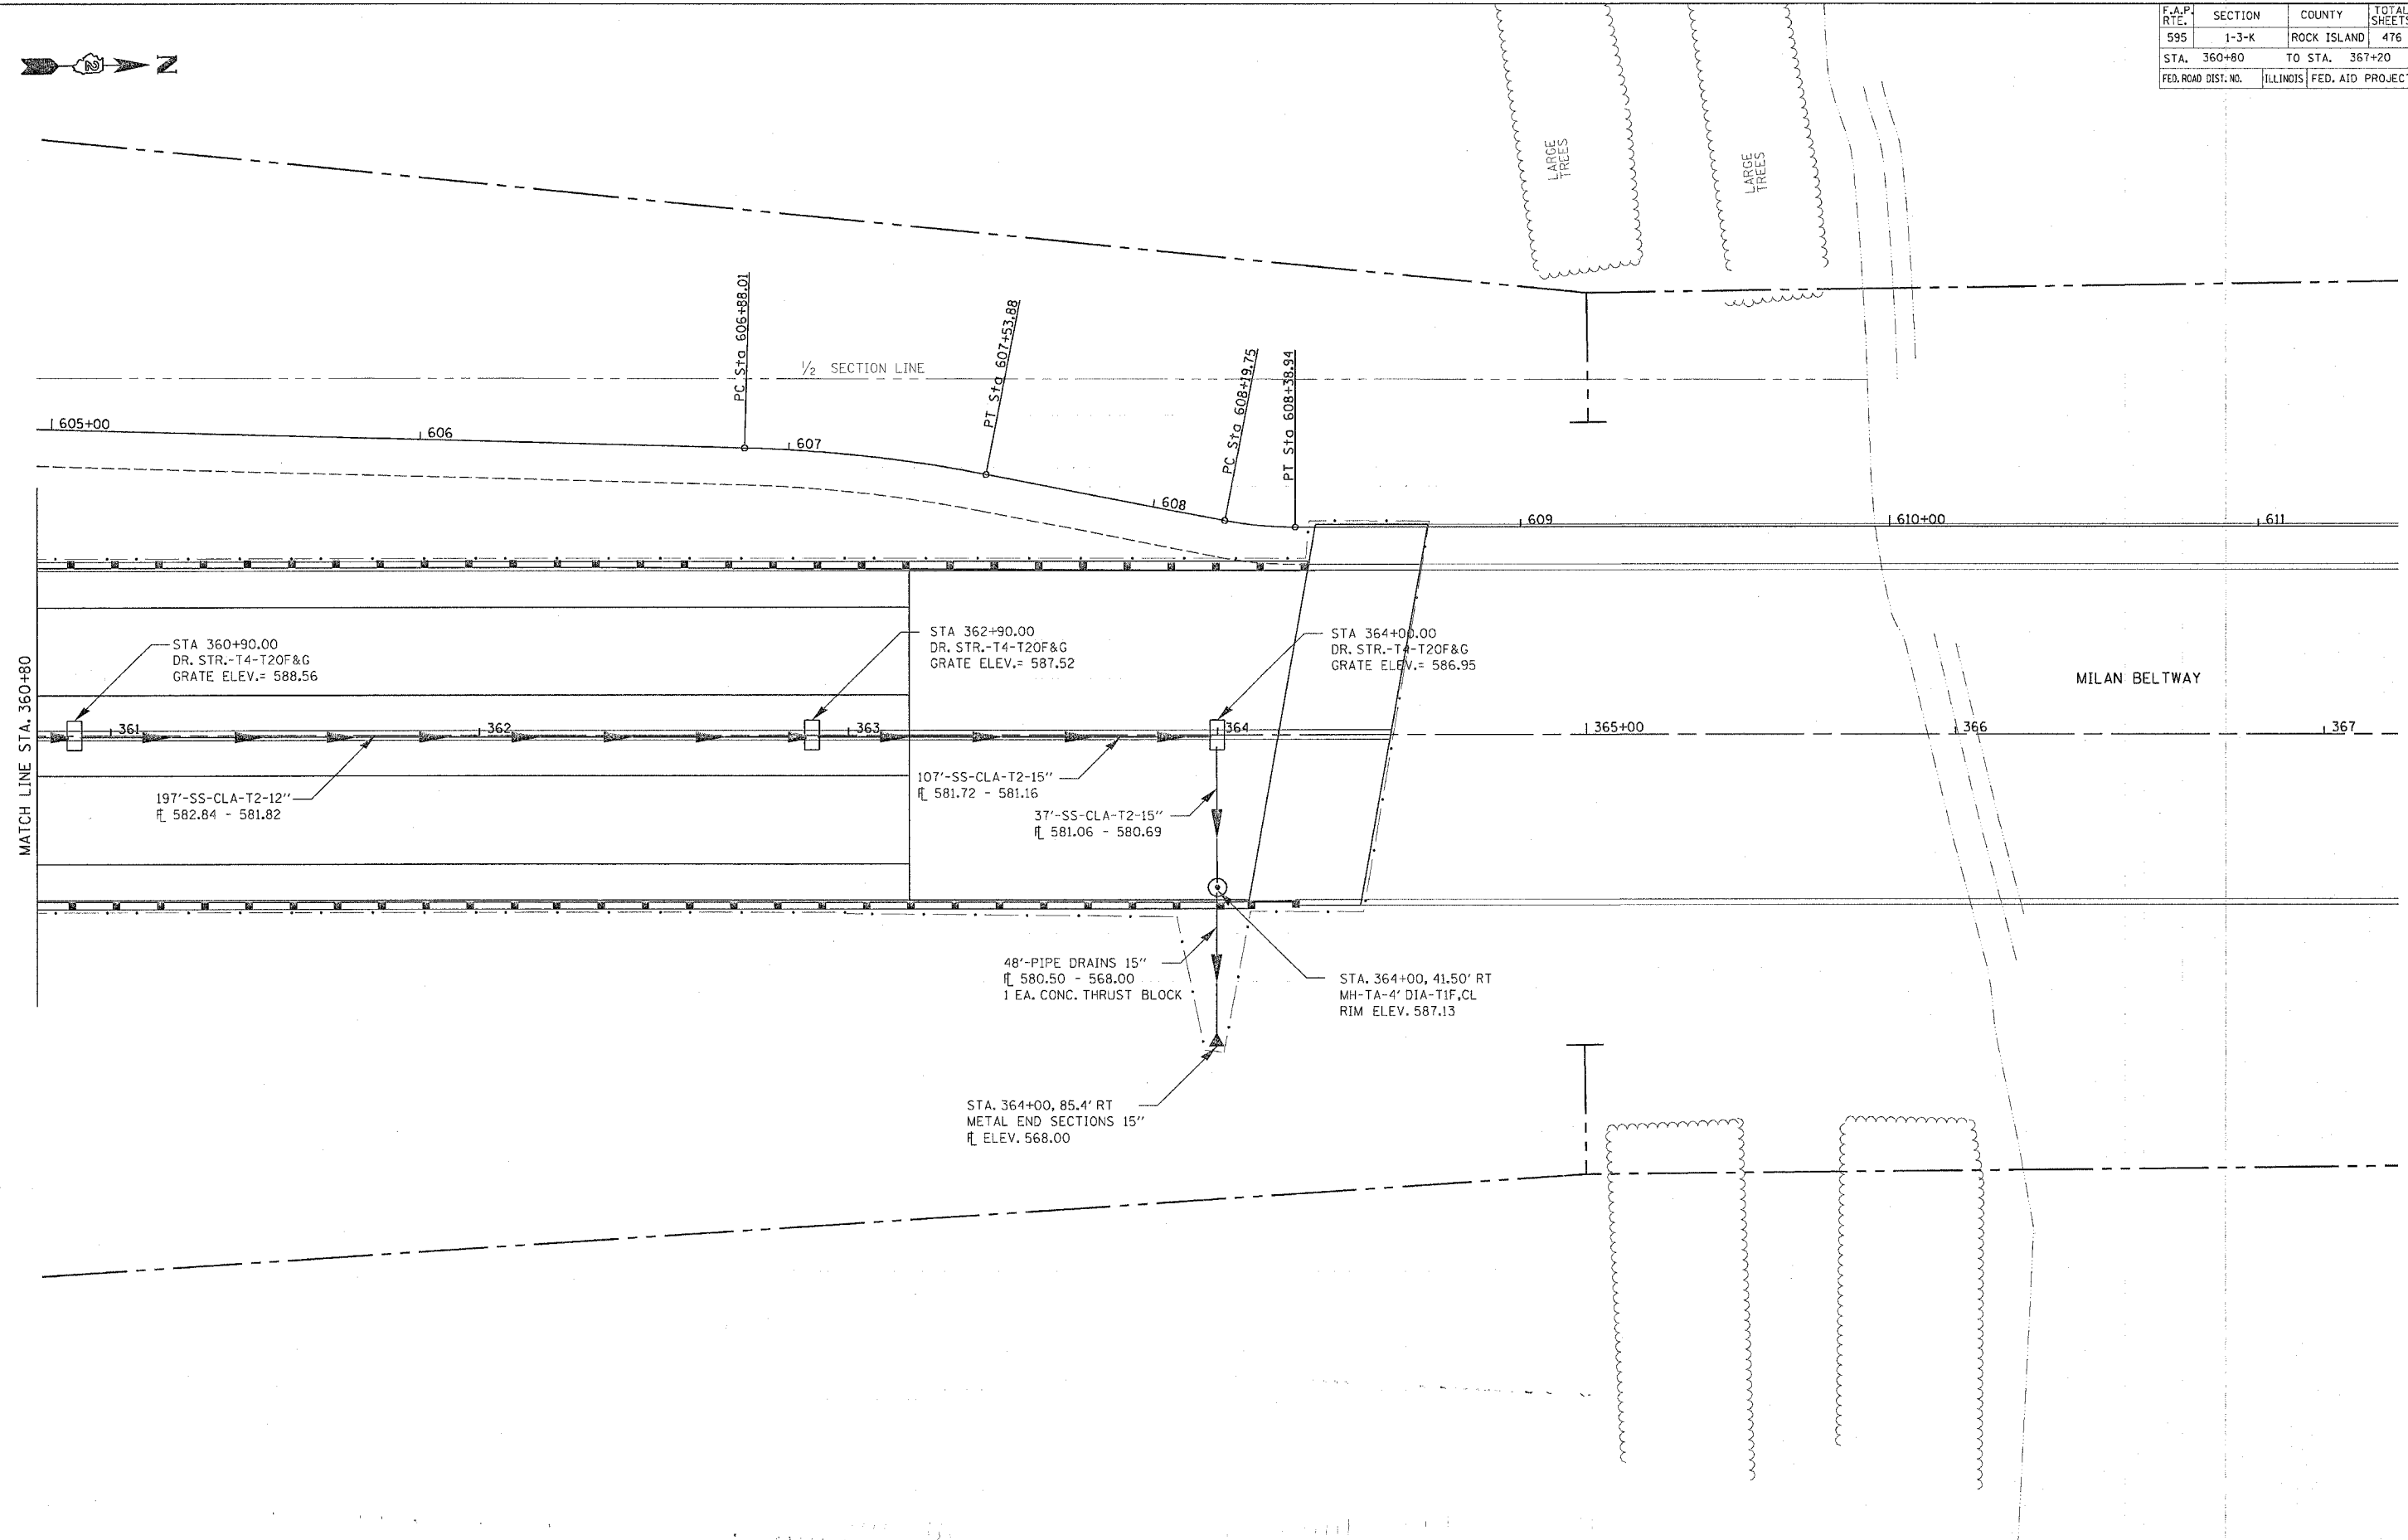 F.A.P. RTE. SECTION COUNTY TOTAL SHEETS
595 1-3-K ROCK ISLAND 476
STA. 360+80 TO STA. 367+20
FED. ROAD DIST. NO. ILLINOIS FED. AID PROJECT
2
N
LARGE TREES
LARGE TREES
PC Sta 606+88.01
PT Sta 607+53.88
PC Sta 608+19.75
PT Sta 608+38.94
1/2 SECTION LINE
605+00
606
607
608
609
610+00
611
MATCH LINE STA. 360+80
STA 360+90.00
DR. STR.-T4-T20F&G
GRATE ELEV.= 588.56
STA 362+90.00
DR. STR.-T4-T20F&G
GRATE ELEV.= 587.52
STA 364+00.00
DR. STR.-T4-T20F&G
GRATE ELEV.= 586.95
MILAN BELTWAY
361
362
363
364
365+00
366
367
197'-SS-CLA-T2-12"
FL 582.84 - 581.82
107'-SS-CLA-T2-15"
FL 581.72 - 581.16
37'-SS-CLA-T2-15"
FL 581.06 - 580.69
48'-PIPE DRAINS 15"
FL 580.50 - 568.00
1 EA. CONC. THRUST BLOCK
STA. 364+00, 41.50' RT
MH-TA-4' DIA-T1F,CL
RIM ELEV. 587.13
STA. 364+00, 85.4' RT
METAL END SECTIONS 15"
FL ELEV. 568.00